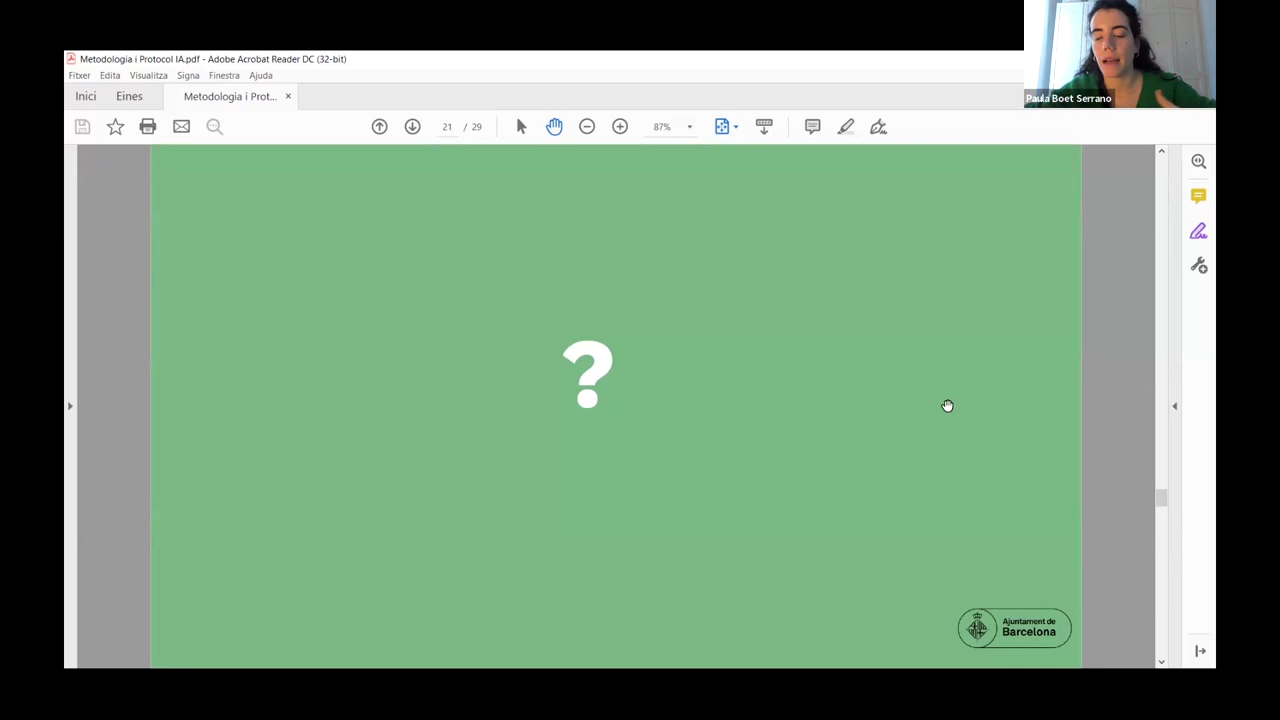 Metodologia i Protocol IA.pdf - Adobe Acrobat Reader DC (32-bit)
Fitxer Edita Visualitza Signa Finestra Ajuda
Inici Eines Metodologia i Prot... ×
21 / 29 87%
Paula Boet Serrano
?
Ajuntament de
Barcelona